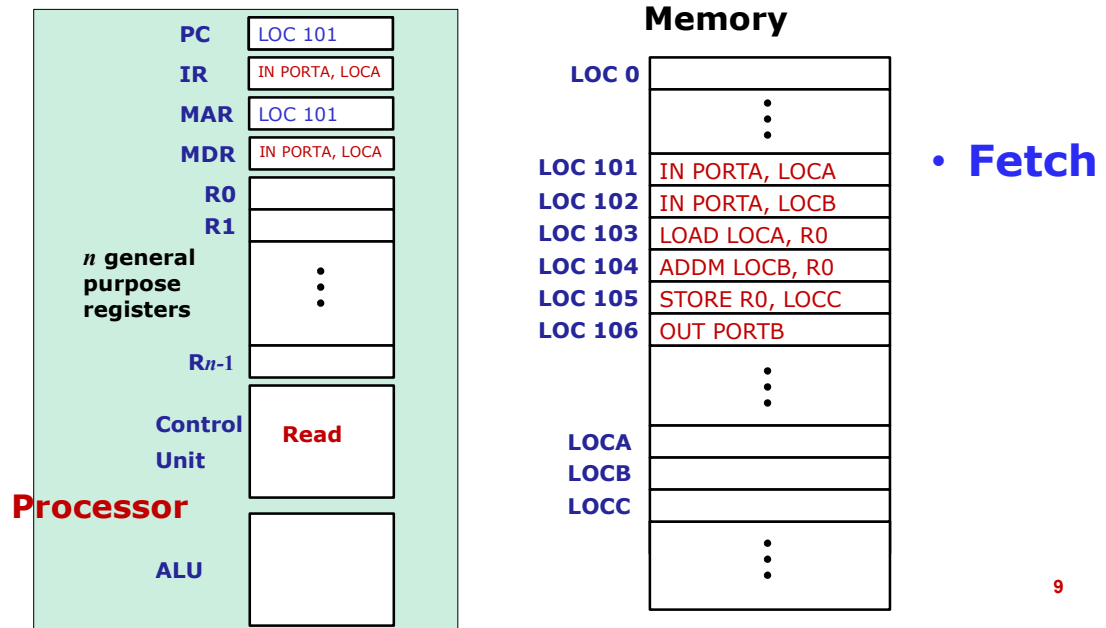 PC LOC 101
IR IN PORTA, LOCA
MAR LOC 101
MDR IN PORTA, LOCA
R0
R1
n general
purpose
registers
Rn-1
Control
Unit
Read
Processor
ALU
Memory
LOC 0
LOC 101 IN PORTA, LOCA
LOC 102 IN PORTA, LOCB
LOC 103 LOAD LOCA, R0
LOC 104 ADDM LOCB, R0
LOC 105 STORE R0, LOCC
LOC 106 OUT PORTB
LOCA
LOCB
LOCC
• Fetch
9